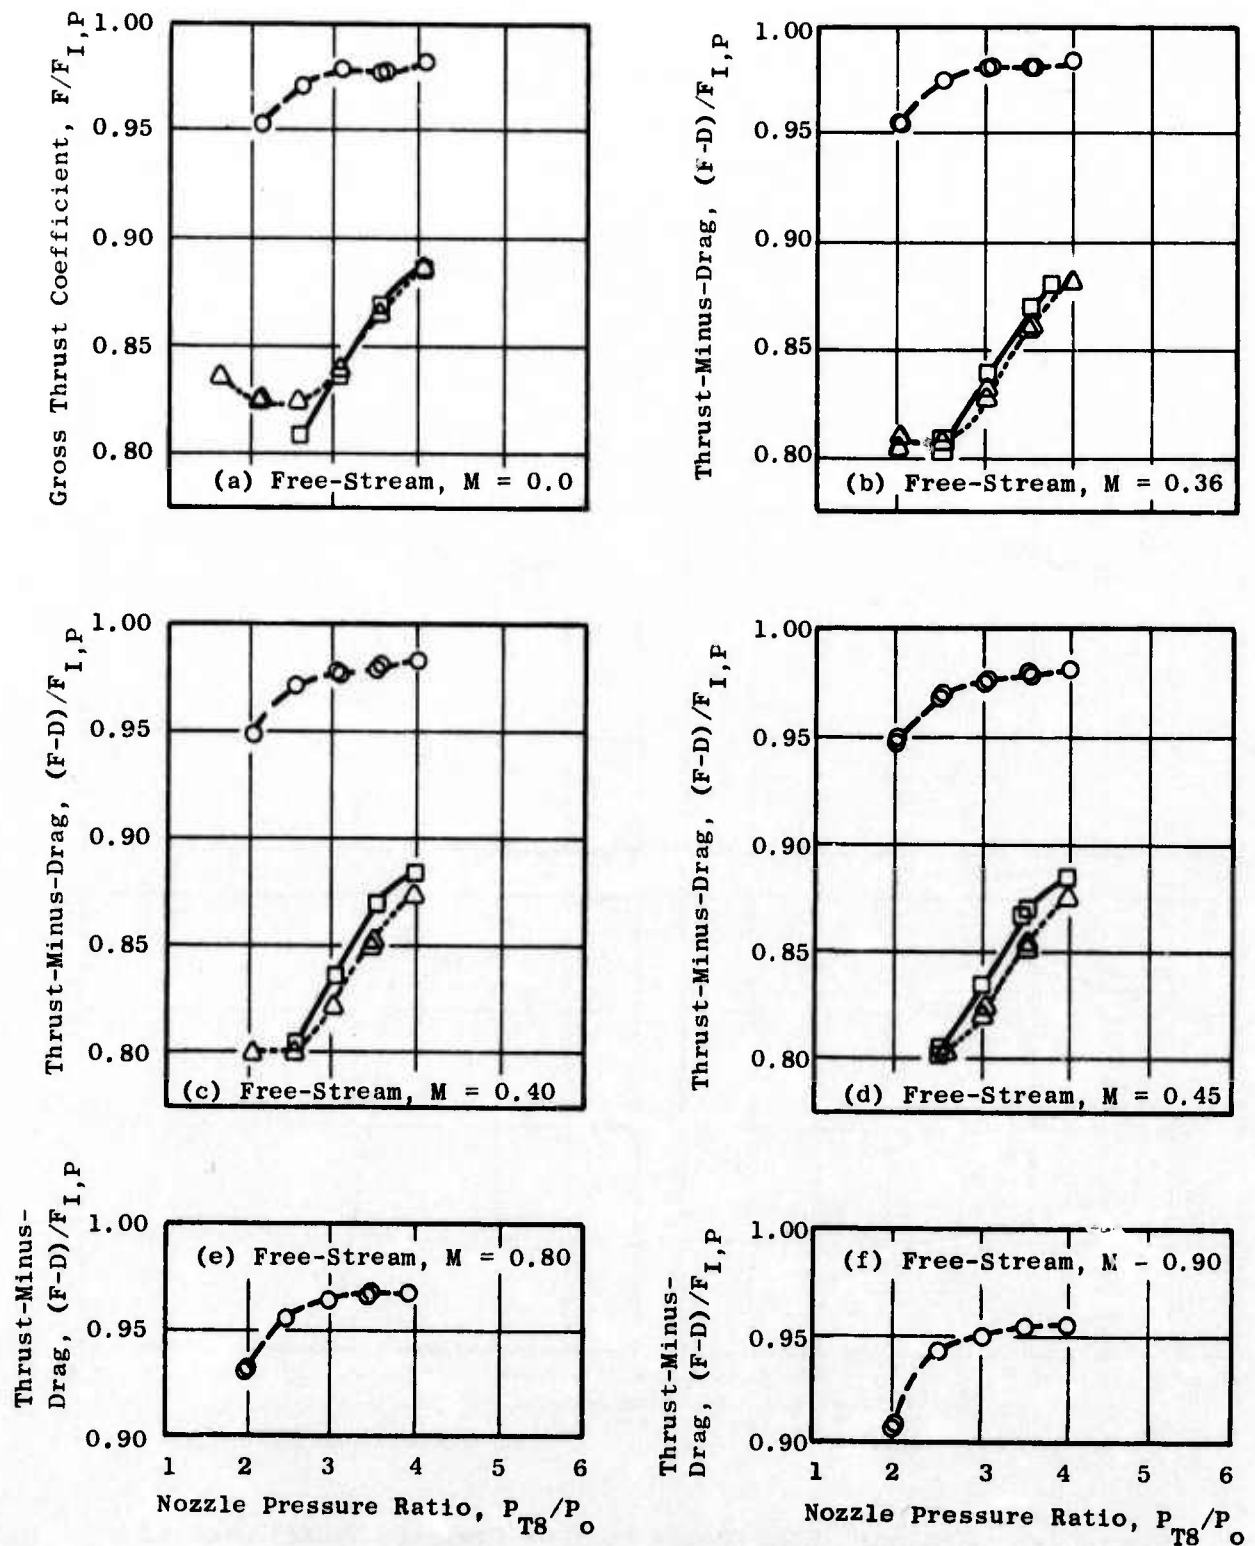 Gross Thrust Coefficient, F/F_I,P
1.00
0.95
0.90
0.85
0.80
(a) Free-Stream, M = 0.0
Thrust-Minus-Drag, (F-D)/F_I,P
1.00
0.95
0.90
0.85
0.80
(b) Free-Stream, M = 0.36
Thrust-Minus-Drag, (F-D)/F_I,P
1.00
0.95
0.90
0.85
0.80
(c) Free-Stream, M = 0.40
Thrust-Minus-Drag, (F-D)/F_I,P
1.00
0.95
0.90
0.85
0.80
(d) Free-Stream, M = 0.45
Thrust-Minus-
Drag, (F-D)/F_I,P
1.00
0.95
0.90
(e) Free-Stream, M = 0.80
1 2 3 4 5 6
Nozzle Pressure Ratio, P_T8/P_o
Thrust-Minus-
Drag, (F-D)/F_I,P
1.00
0.95
0.90
(f) Free-Stream, M - 0.90
1 2 3 4 5 6
Nozzle Pressure Ratio, P_T8/P_o